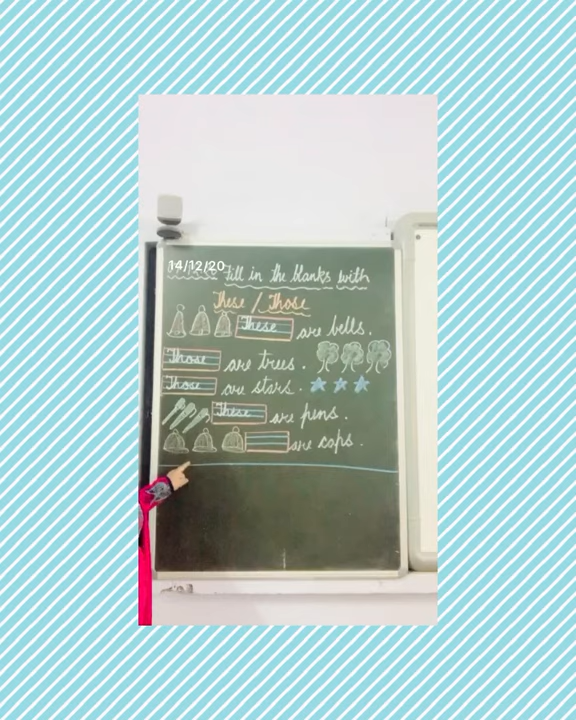 14/12/20
Fill in the blanks with
These / Those
These are bells.
Those are trees.
Those are stars.
These are pens.
are caps.